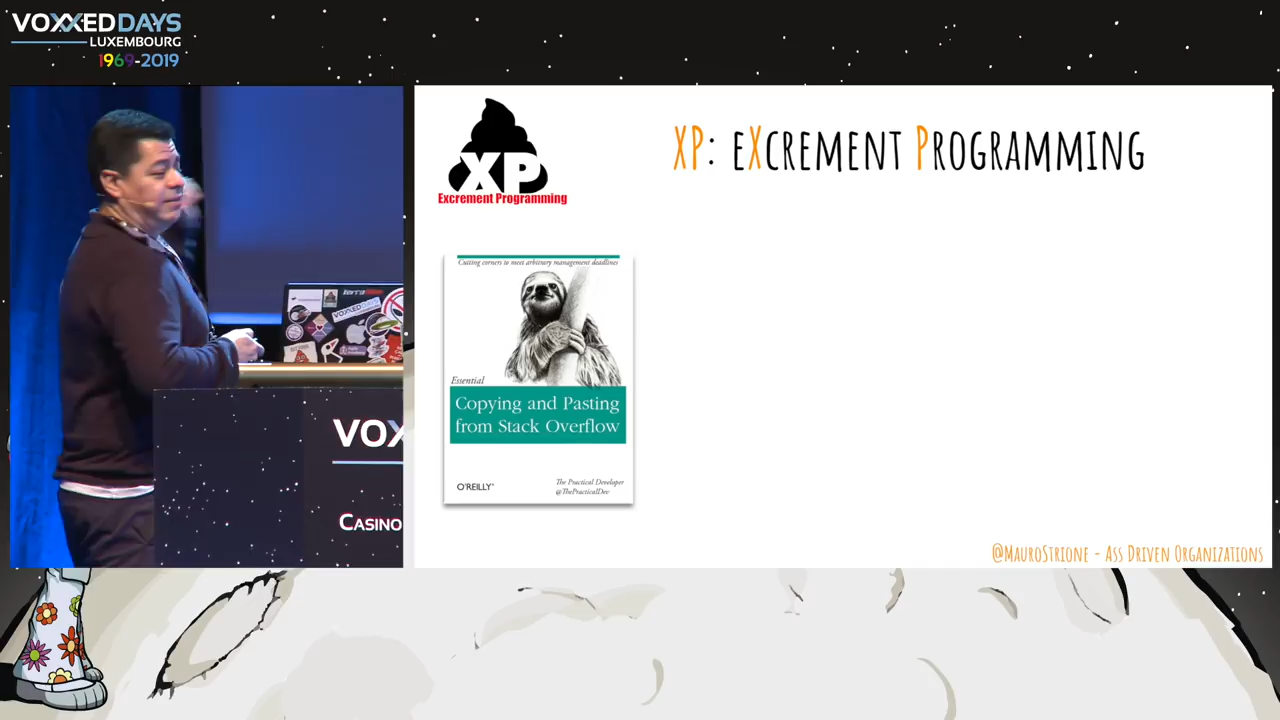 VOXXEDDAYS
LUXEMBOURG
1969-2019
XP
Excrement Programming
XP: eXcrement Programming
Cutting corners to meet arbitrary management deadlines
Essential
Copying and Pasting
from Stack Overflow
O'REILLY
The Practical Developer
@ThePracticalDev
VOXXEDDAYS
VOX
Casino
@MauroStrione - Ass Driven Organizations